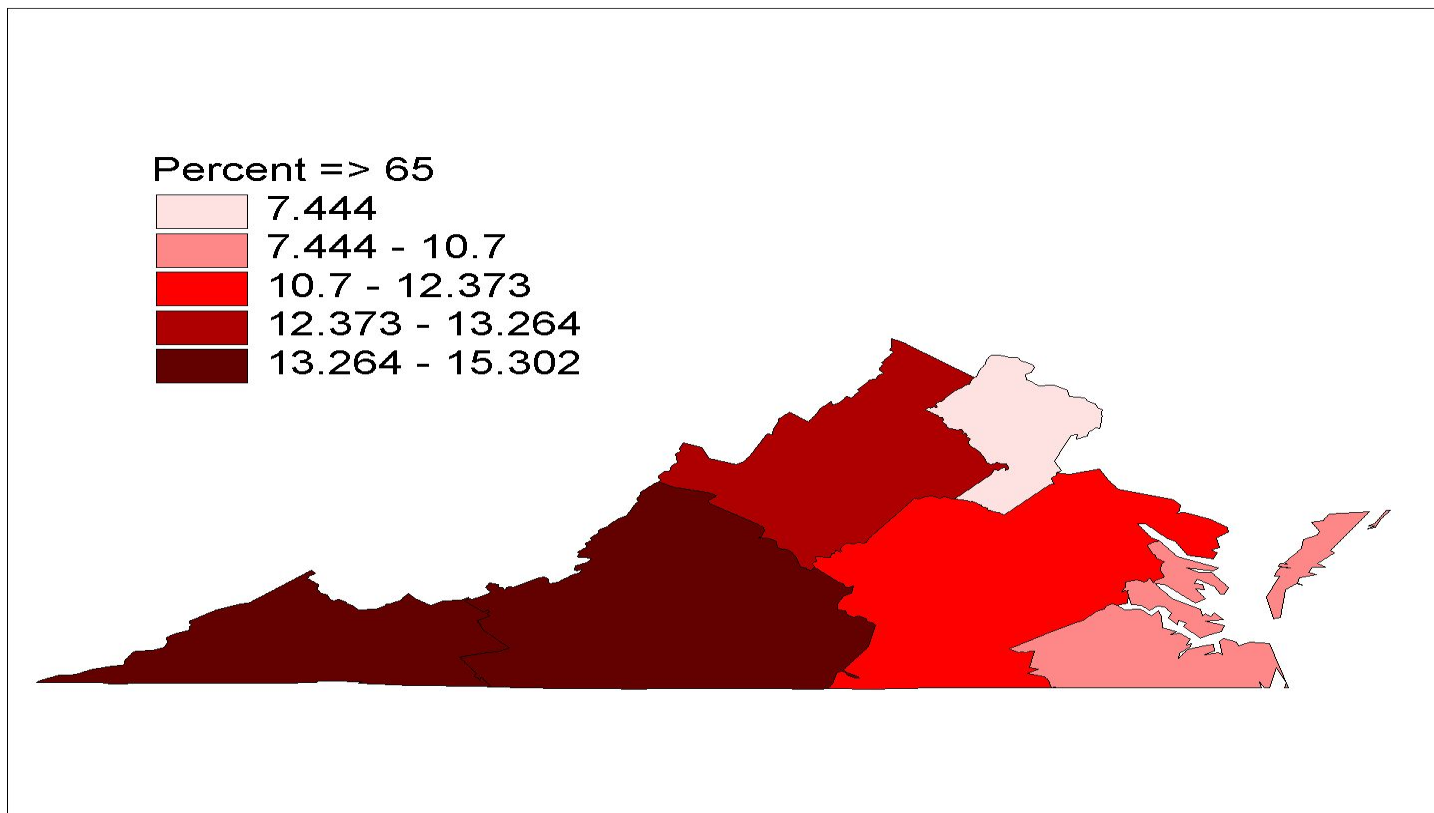 Percent => 65
7.444
7.444 - 10.7
10.7 - 12.373
12.373 - 13.264
13.264 - 15.302